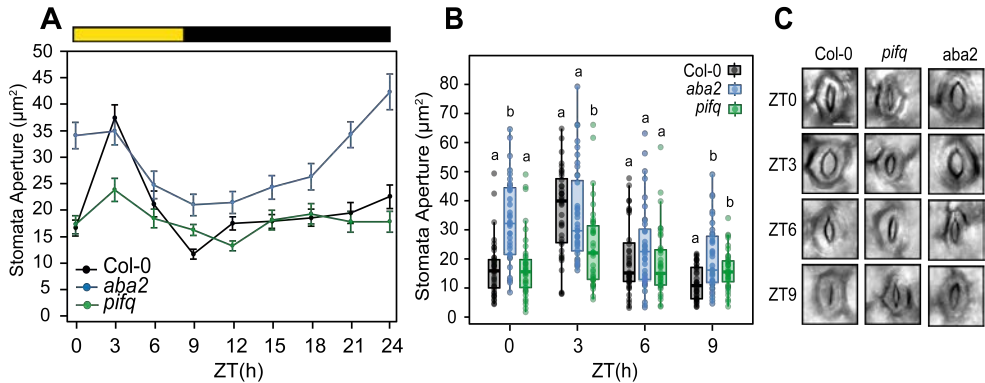 A
50
45
40
35
30
25
20
15
10
5
0
Stomata Aperture (μm²)
Col-0
aba2
pifq
0 3 6 9 12 15 18 21 24
ZT(h)
B
80
70
60
50
40
30
20
10
0
Stomata Aperture (μm²)
Col-0
aba2
pifq
a b a
a a b
a a a
a b b
0 3 6 9
ZT(h)
C
Col-0 pifq aba2
ZT0
ZT3
ZT6
ZT9